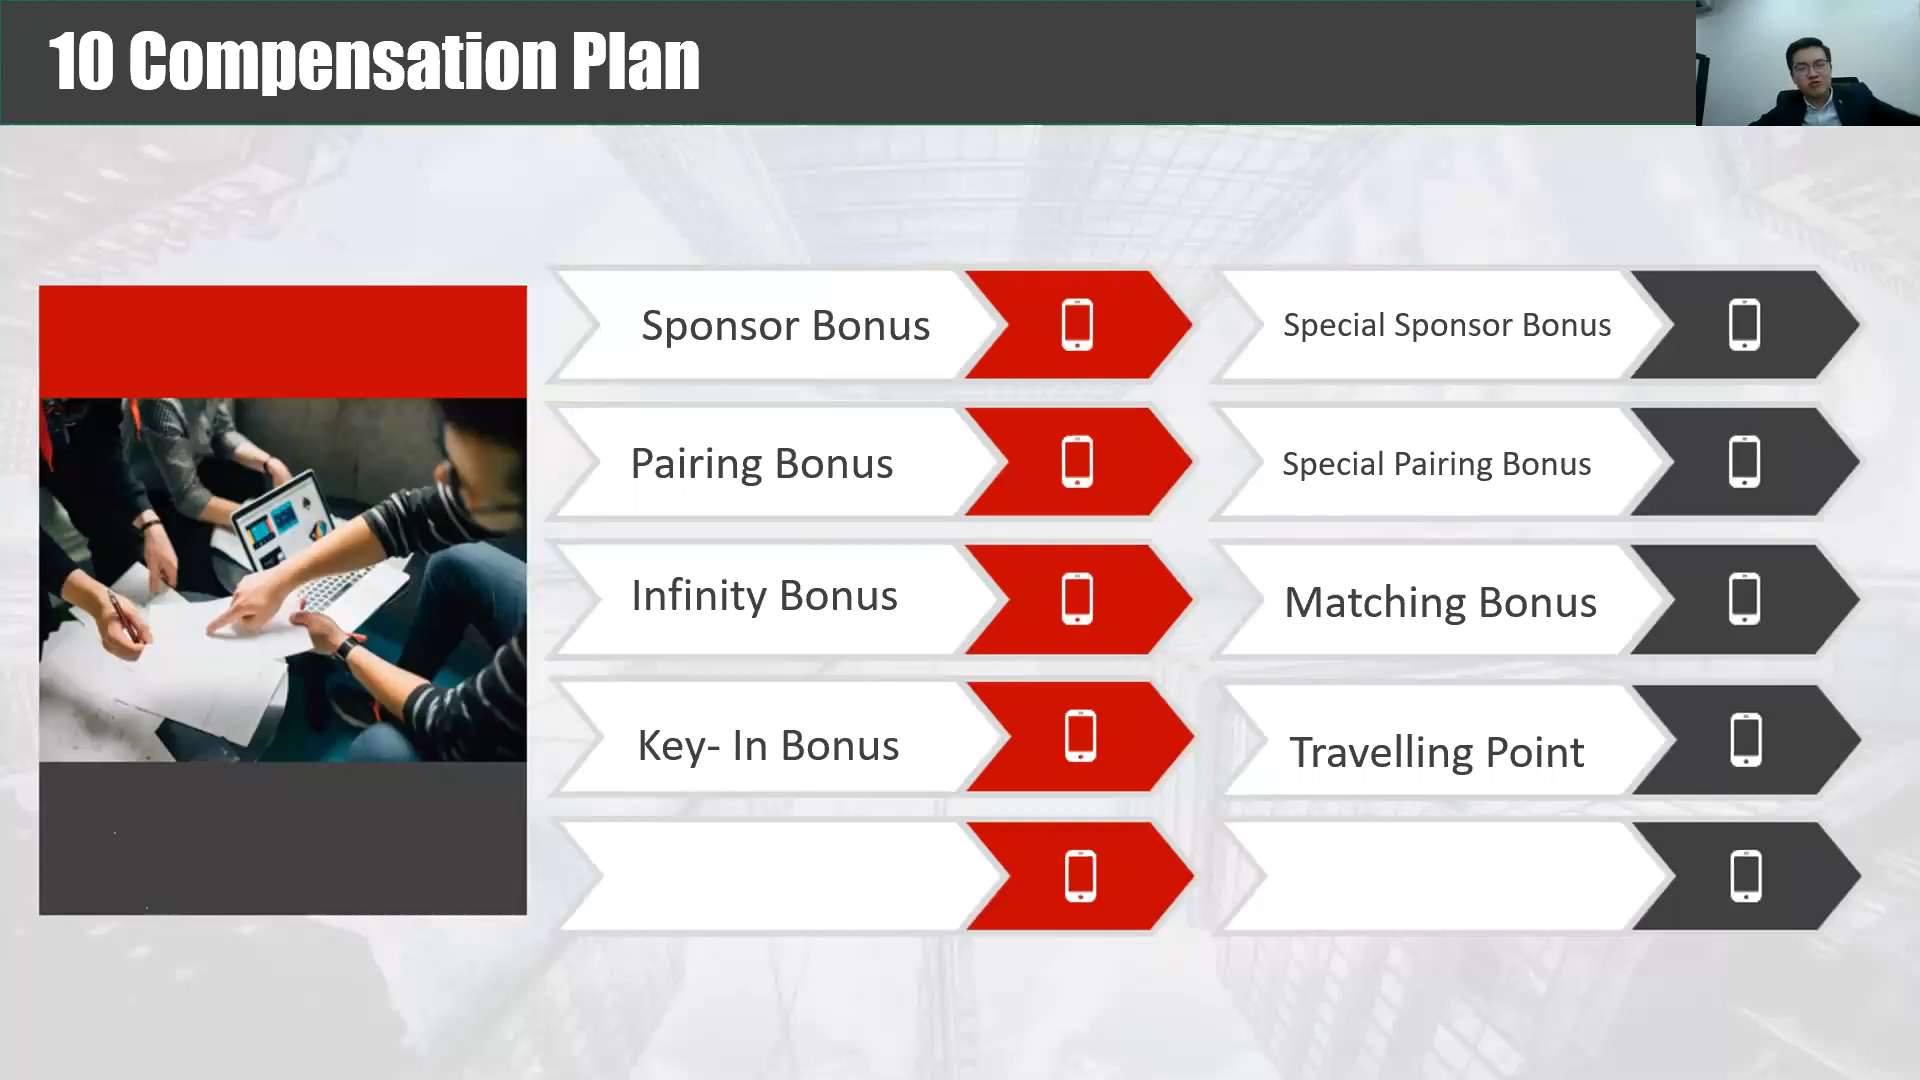 10 Compensation Plan
Sponsor Bonus
Special Sponsor Bonus
Pairing Bonus
Special Pairing Bonus
Infinity Bonus
Matching Bonus
Key- In Bonus
Travelling Point